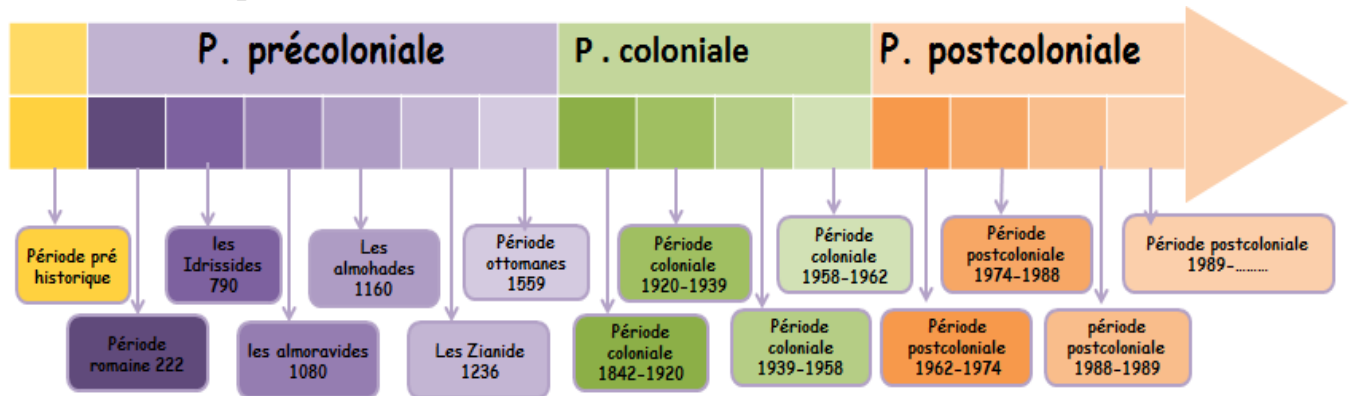 P. précoloniale
P. coloniale
P. postcoloniale
Période pré
historique
Période
romaine 222
les
Idrissides
790
les almoravides
1080
Les
almohades
1160
Les Zianide
1236
Période
ottomanes
1559
Période
coloniale
1842-1920
Période
coloniale
1920-1939
Période
coloniale
1939-1958
Période
coloniale
1958-1962
Période
postcoloniale
1962-1974
Période
postcoloniale
1974-1988
période
postcoloniale
1988-1989
Période postcoloniale
1989-.........